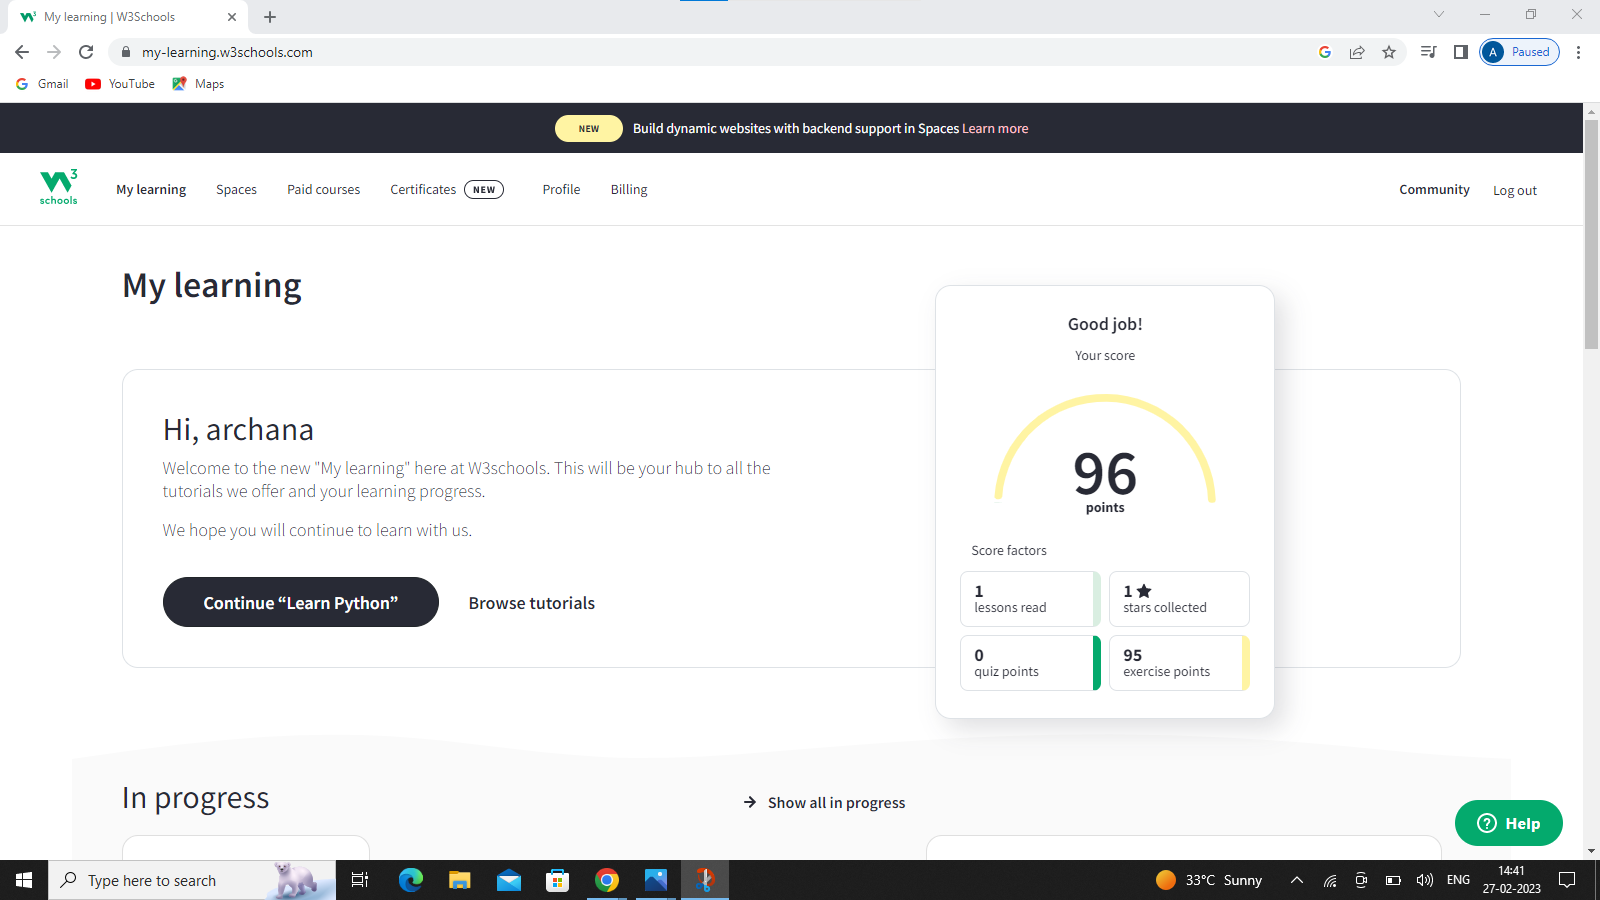 My learning | W3Schools
my-learning.w3schools.com
A Paused
Gmail YouTube Maps
NEW Build dynamic websites with backend support in Spaces Learn more
W3 schools
My learning Spaces Paid courses Certificates NEW Profile Billing Community Log out
My learning
Hi, archana
Welcome to the new "My learning" here at W3schools. This will be your hub to all the
tutorials we offer and your learning progress.
We hope you will continue to learn with us.
Continue “Learn Python” Browse tutorials
Good job!
Your score
96
points
Score factors
1
lessons read
1
stars collected
0
quiz points
95
exercise points
In progress
Show all in progress
Help
Type here to search
33°C Sunny
ENG
14:41
27-02-2023